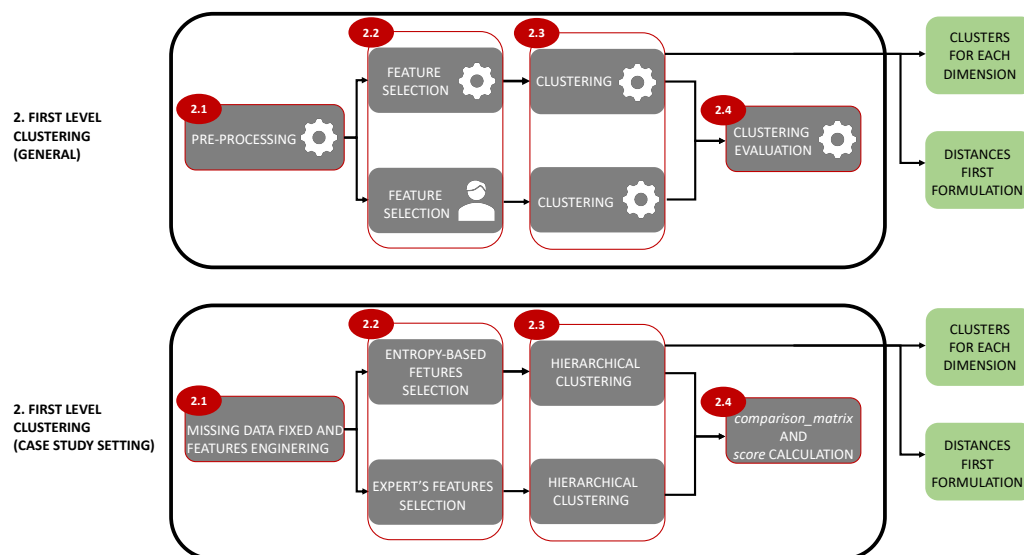 2. FIRST LEVEL
CLUSTERING
(GENERAL)
2.1
PRE-PROCESSING
2.2
FEATURE
SELECTION
FEATURE
SELECTION
2.3
CLUSTERING
CLUSTERING
2.4
CLUSTERING
EVALUATION
CLUSTERS
FOR EACH
DIMENSION
DISTANCES
FIRST
FORMULATION
2. FIRST LEVEL
CLUSTERING
(CASE STUDY SETTING)
2.1
MISSING DATA FIXED AND
FEATURES ENGINERING
2.2
ENTROPY-BASED
FETURES
SELECTION
EXPERT'S FEATURES
SELECTION
2.3
HIERARCHICAL
CLUSTERING
HIERARCHICAL
CLUSTERING
2.4
comparison_matrix
AND
score CALCULATION
CLUSTERS
FOR EACH
DIMENSION
DISTANCES
FIRST
FORMULATION